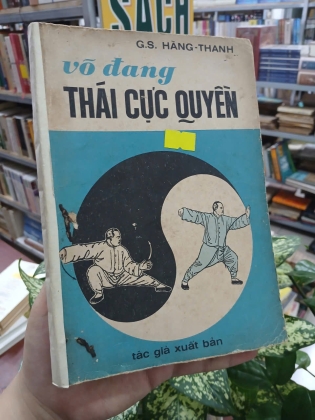 SÁCH
G.S. HÀNG-THANH
võ đang
THÁI CỰC QUYỀN
tác giả xuất bản